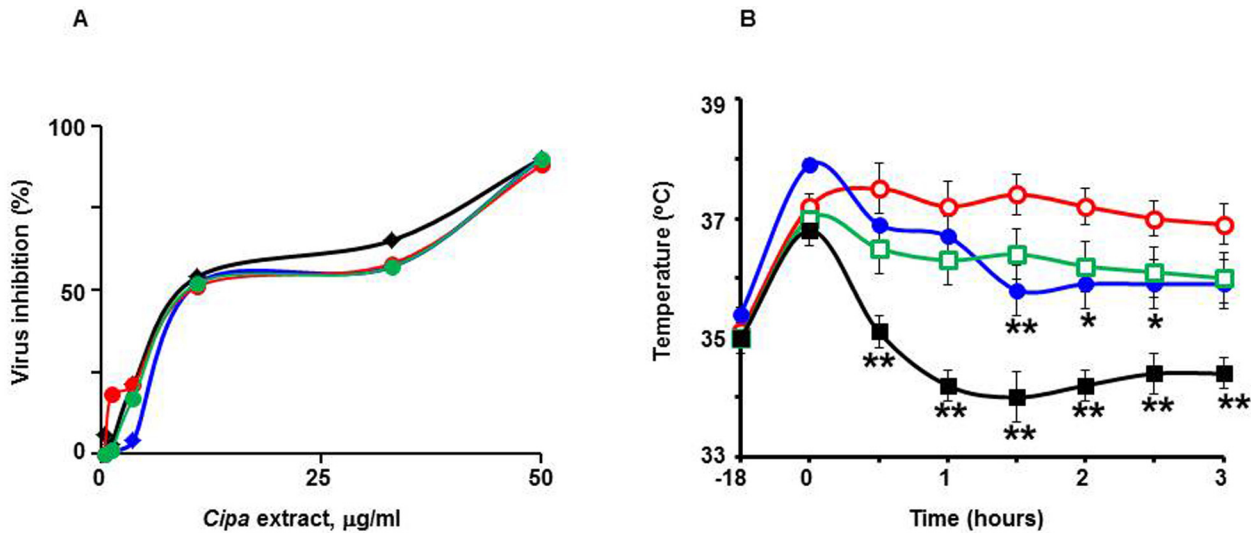 A
Virus inhibition (%)
100
50
0
0 25 50
Cipa extract, μg/ml
B
Temperature (ºC)
39
37
35
33
** * *
**
** ** ** ** **
-18 0 1 2 3
Time (hours)